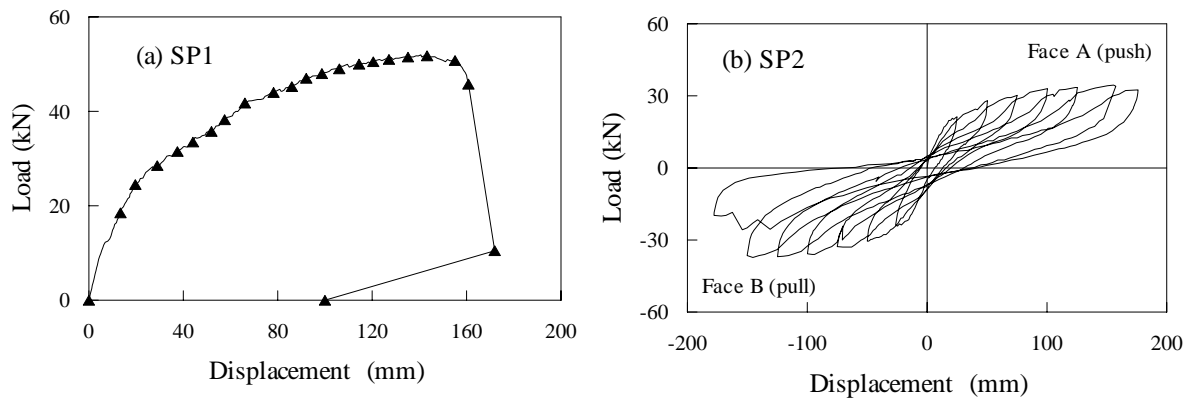 (a) SP1
Load (kN)
60
40
20
0
0 40 80 120 160 200
Displacement (mm)
(b) SP2
Face A (push)
Load (kN)
60
30
0
-30
-60
Face B (pull)
-200 -100 0 100 200
Displacement (mm)